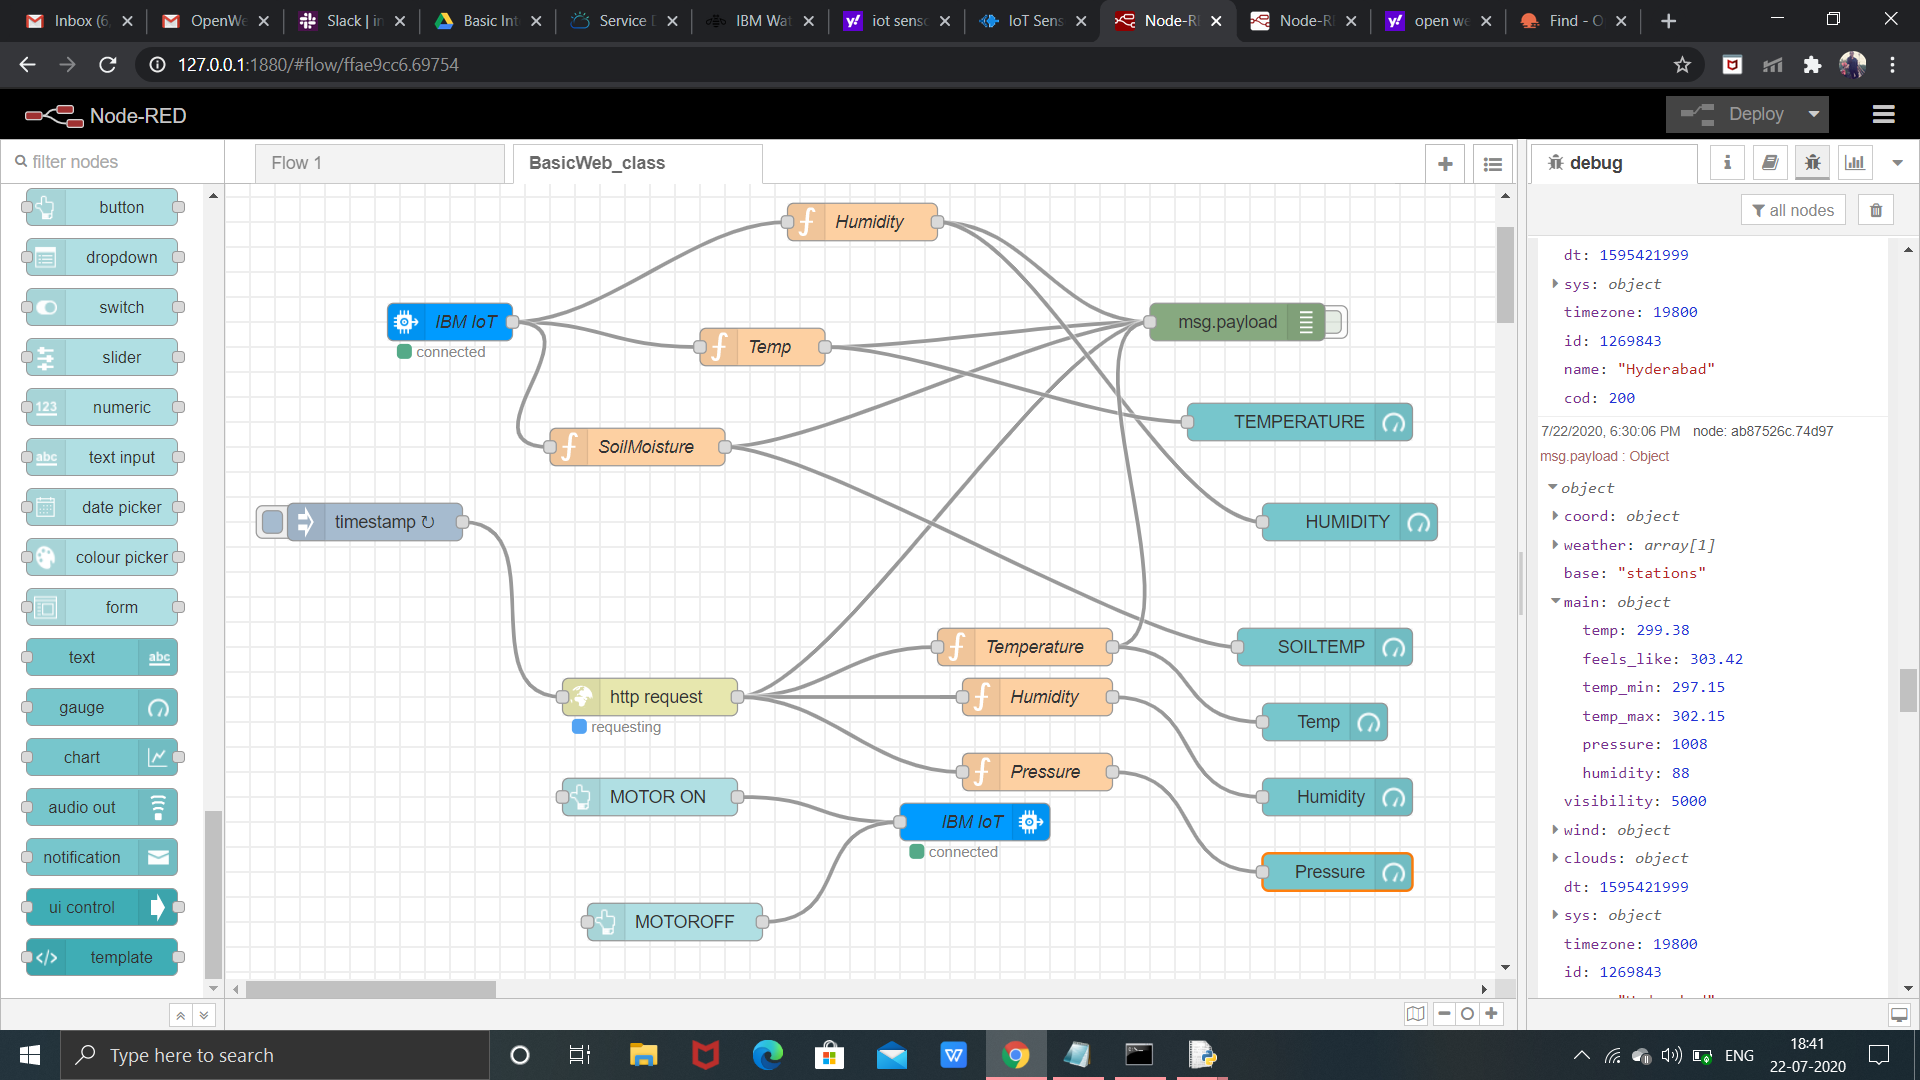 Inbox (6,
OpenWe
Slack | in
Basic Int
Service D
IBM Wat
iot senso
IoT Sens
Node-RE
Node-RE
open we
Find - O
127.0.0.1:1880/#flow/ffae9cc6.69754
Node-RED
Deploy
filter nodes
Flow 1
BasicWeb_class
debug
i
all nodes
button
dropdown
switch
slider
123 numeric
abc text input
date picker
colour picker
form
text abc
gauge
chart
audio out
notification
ui control
</> template
Humidity
IBM IoT
connected
Temp
msg.payload
TEMPERATURE
SoilMoisture
timestamp ↻
HUMIDITY
Temperature
SOILTEMP
http request
requesting
Humidity
Temp
Pressure
MOTOR ON
Humidity
IBM IoT
connected
Pressure
MOTOROFF
dt: 1595421999
sys: object
timezone: 19800
id: 1269843
name: "Hyderabad"
cod: 200
7/22/2020, 6:30:06 PM node: ab87526c.74d97
msg.payload : Object
object
coord: object
weather: array[1]
base: "stations"
main: object
temp: 299.38
feels_like: 303.42
temp_min: 297.15
temp_max: 302.15
pressure: 1008
humidity: 88
visibility: 5000
wind: object
clouds: object
dt: 1595421999
sys: object
timezone: 19800
id: 1269843
Type here to search
W
ENG
18:41
22-07-2020